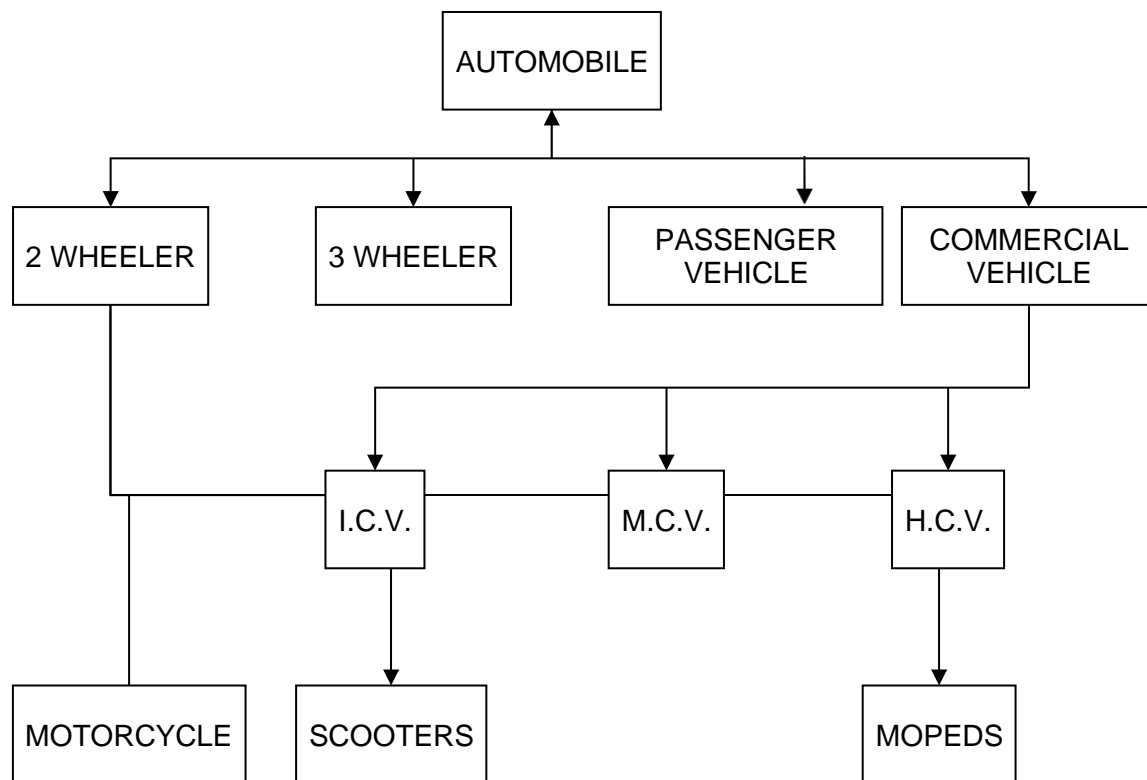 AUTOMOBILE
2 WHEELER
3 WHEELER
PASSENGER
VEHICLE
COMMERCIAL
VEHICLE
I.C.V.
M.C.V.
H.C.V.
MOTORCYCLE
SCOOTERS
MOPEDS